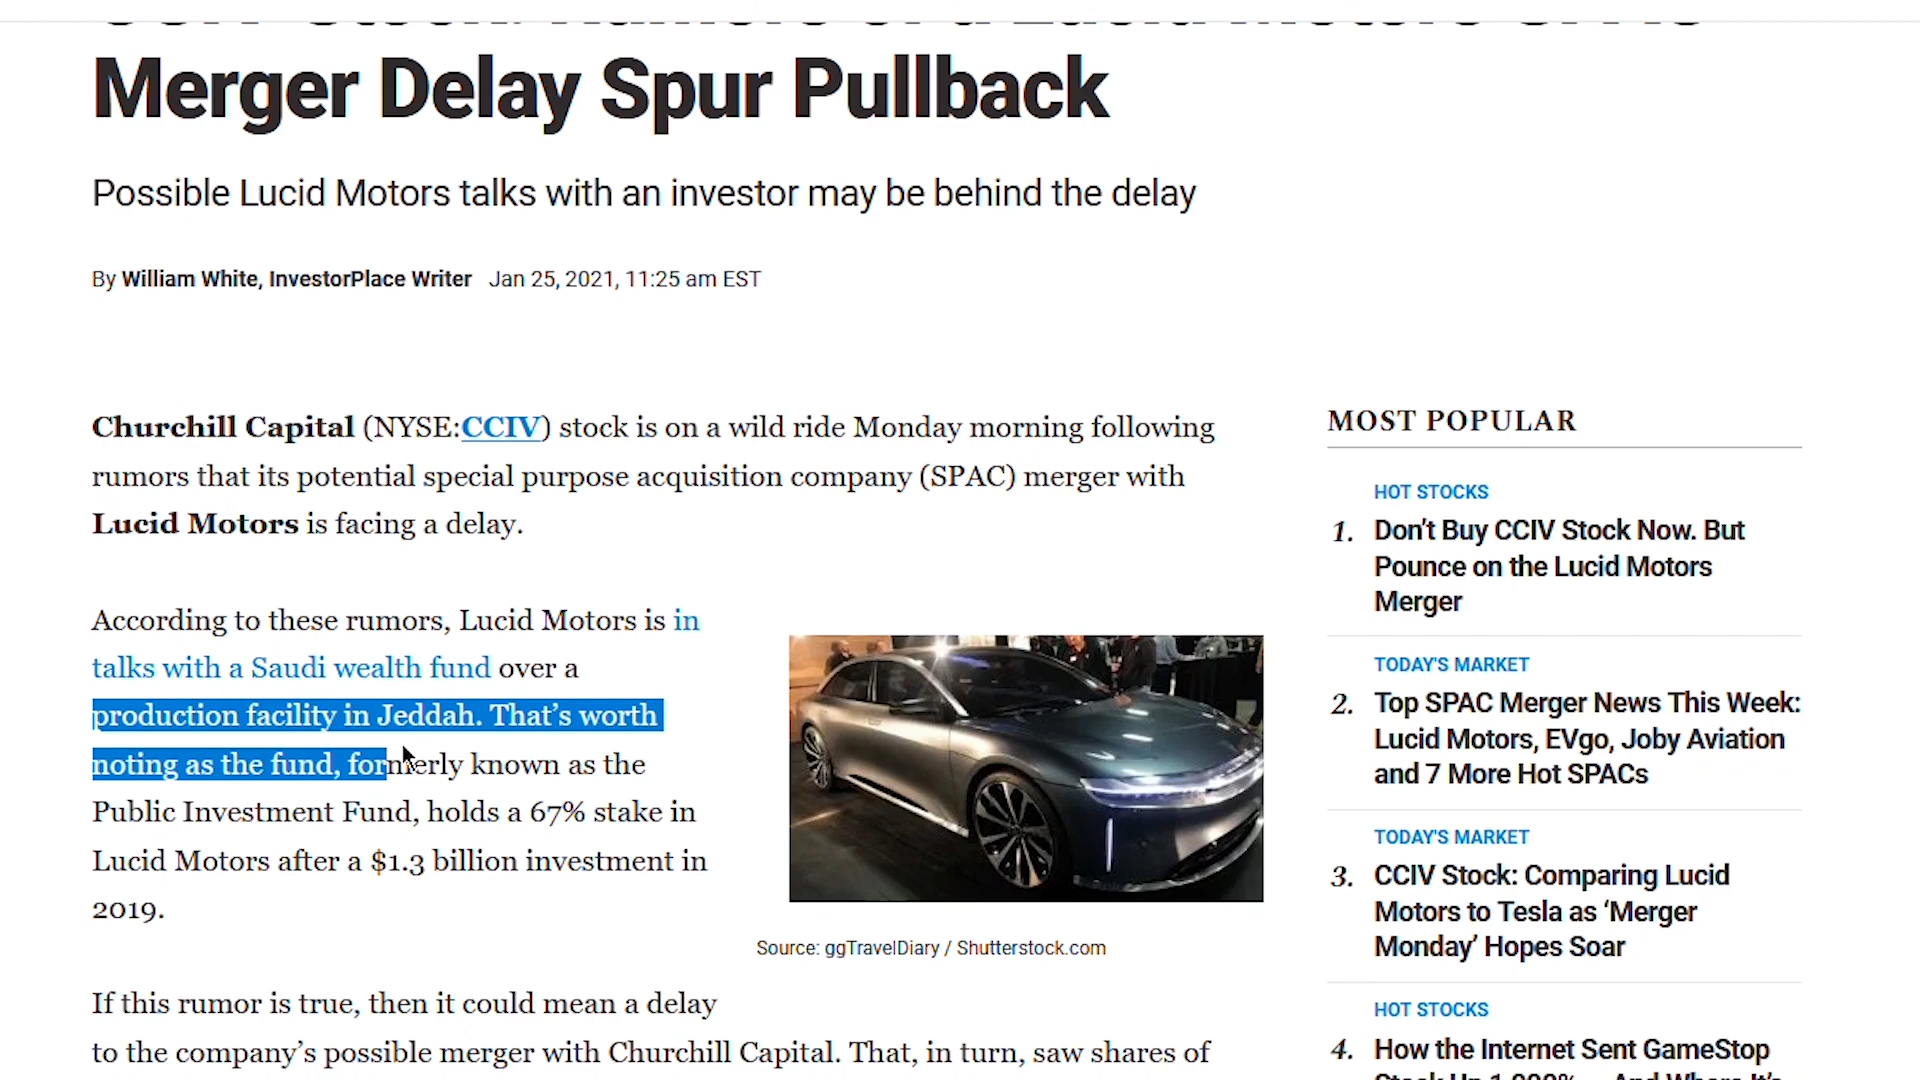 Merger Delay Spur Pullback
Possible Lucid Motors talks with an investor may be behind the delay
By William White, InvestorPlace Writer Jan 25, 2021, 11:25 am EST
Churchill Capital (NYSE:CCIV) stock is on a wild ride Monday morning following
rumors that its potential special purpose acquisition company (SPAC) merger with
Lucid Motors is facing a delay.
According to these rumors, Lucid Motors is in
talks with a Saudi wealth fund over a
production facility in Jeddah. That’s worth
noting as the fund, formerly known as the
Public Investment Fund, holds a 67% stake in
Lucid Motors after a $1.3 billion investment in
2019.
Source: ggTravelDiary / Shutterstock.com
If this rumor is true, then it could mean a delay
to the company’s possible merger with Churchill Capital. That, in turn, saw shares of
MOST POPULAR
HOT STOCKS
1. Don’t Buy CCIV Stock Now. But
Pounce on the Lucid Motors
Merger
TODAY'S MARKET
2. Top SPAC Merger News This Week:
Lucid Motors, EVgo, Joby Aviation
and 7 More Hot SPACs
TODAY'S MARKET
3. CCIV Stock: Comparing Lucid
Motors to Tesla as ‘Merger
Monday’ Hopes Soar
HOT STOCKS
4. How the Internet Sent GameStop